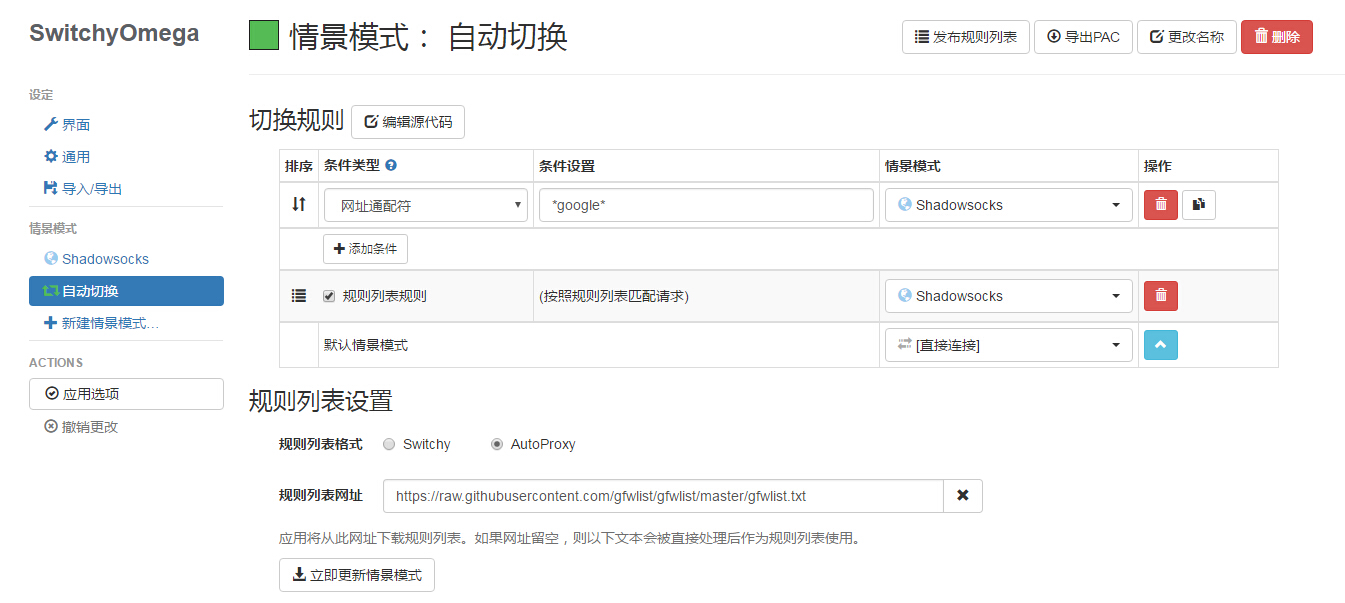 SwitchyOmega
情景模式： 自动切换
发布规则列表 导出PAC 更改名称 删除
设定
界面
通用
导入/导出
情景模式
Shadowsocks
自动切换
新建情景模式...
ACTIONS
应用选项
撤销更改
切换规则 编辑源代码
排序 条件类型 条件设置 情景模式 操作
网址通配符 *google* Shadowsocks
添加条件
规则列表规则 (按照规则列表匹配请求) Shadowsocks
默认情景模式 [直接连接]
规则列表设置
规则列表格式 Switchy AutoProxy
规则列表网址 https://raw.githubusercontent.com/gfwlist/gfwlist/master/gfwlist.txt
应用将从此网址下载规则列表。如果网址留空，则以下文本会被直接处理后作为规则列表使用。
立即更新情景模式